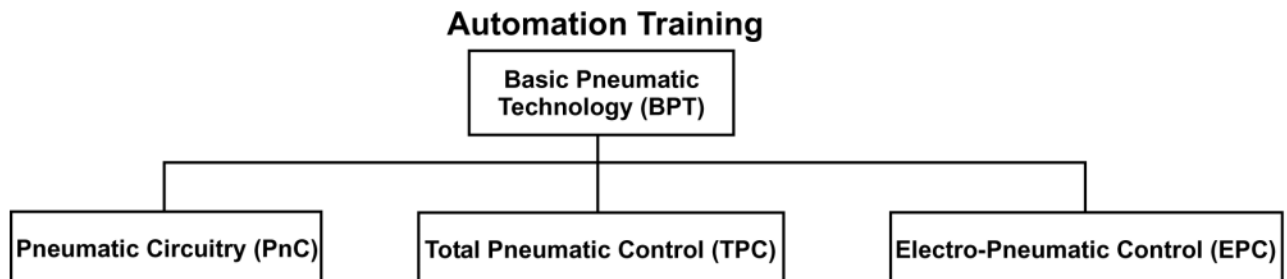 Automation Training
Basic Pneumatic
Technology (BPT)
Pneumatic Circuitry (PnC)
Total Pneumatic Control (TPC)
Electro-Pneumatic Control (EPC)